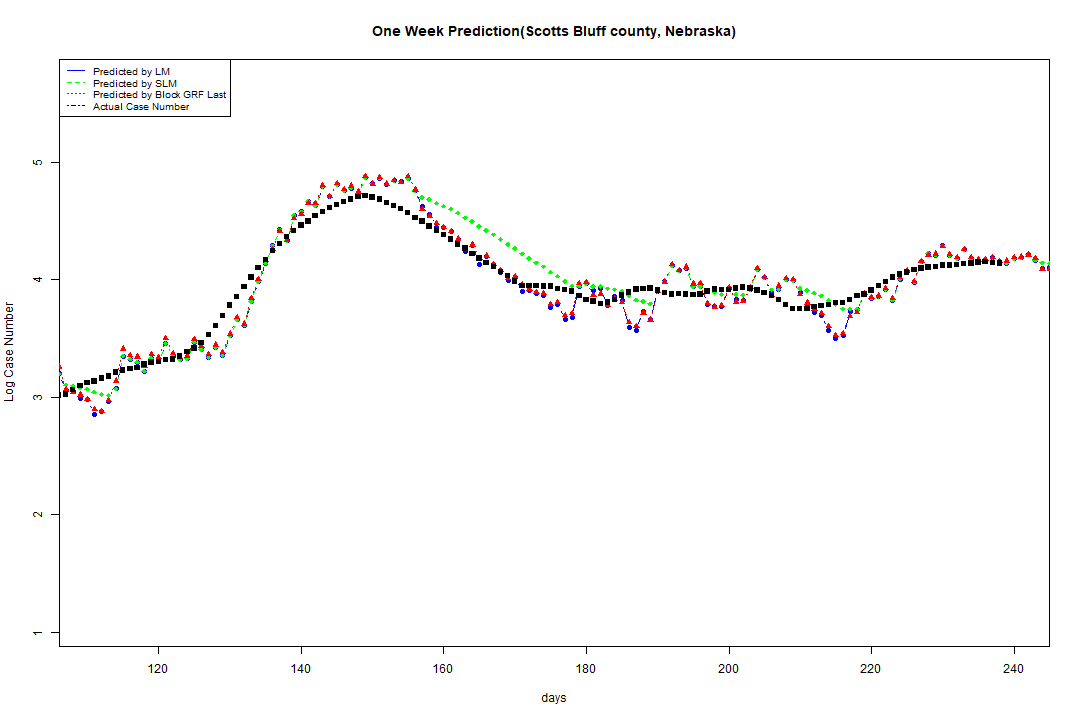 One Week Prediction(Scotts Bluff county, Nebraska)
Predicted by LM
Predicted by SLM
Predicted by Block GRF Last
Actual Case Number
5
4
3
2
1
Log Case Number
120 140 160 180 200 220 240
days